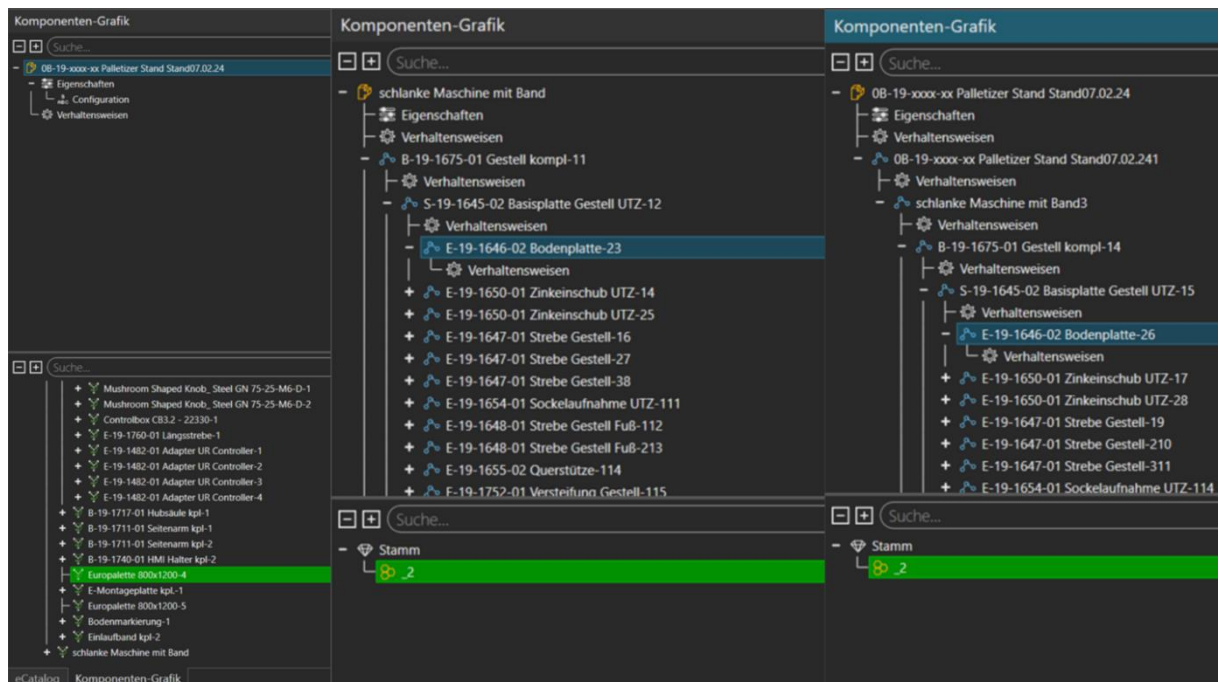 Komponenten-Grafik
Suche...
0B-19-xxxx-xx Palletizer Stand Stand07.02.24
Eigenschaften
Configuration
Verhaltensweisen
Suche...
Mushroom Shaped Knob_ Steel GN 75-25-M6-D-1
Mushroom Shaped Knob_ Steel GN 75-25-M6-D-2
Controlbox CB3.2 - 22330-1
E-19-1760-01 Längsstrebe-1
E-19-1482-01 Adapter UR Controller-1
E-19-1482-01 Adapter UR Controller-2
E-19-1482-01 Adapter UR Controller-3
E-19-1482-01 Adapter UR Controller-4
B-19-1717-01 Hubsäule kpl-1
B-19-1711-01 Seitenarm kpl-1
B-19-1711-01 Seitenarm kpl-2
B-19-1740-01 HMI Halter kpl-2
Europalette 800x1200-4
E-Montageplatte kpl.-1
Europalette 800x1200-5
Bodenmarkierung-1
Einlaufband kpl-2
schlanke Maschine mit Band
eCatalog Komponenten-Grafik
Komponenten-Grafik
Suche...
schlanke Maschine mit Band
Eigenschaften
Verhaltensweisen
B-19-1675-01 Gestell kompl-11
Verhaltensweisen
S-19-1645-02 Basisplatte Gestell UTZ-12
Verhaltensweisen
E-19-1646-02 Bodenplatte-23
Verhaltensweisen
E-19-1650-01 Zinkeinschub UTZ-14
E-19-1650-01 Zinkeinschub UTZ-25
E-19-1647-01 Strebe Gestell-16
E-19-1647-01 Strebe Gestell-27
E-19-1647-01 Strebe Gestell-38
E-19-1654-01 Sockelaufnahme UTZ-111
E-19-1648-01 Strebe Gestell Fuß-112
E-19-1648-01 Strebe Gestell Fuß-213
E-19-1655-02 Querstütze-114
E-19-1752-01 Versteifung Gestell-115
Suche...
Stamm
_2
Komponenten-Grafik
Suche...
0B-19-xxxx-xx Palletizer Stand Stand07.02.24
Eigenschaften
Verhaltensweisen
0B-19-xxxx-xx Palletizer Stand Stand07.02.241
Verhaltensweisen
schlanke Maschine mit Band3
Verhaltensweisen
B-19-1675-01 Gestell kompl-14
Verhaltensweisen
S-19-1645-02 Basisplatte Gestell UTZ-15
Verhaltensweisen
E-19-1646-02 Bodenplatte-26
Verhaltensweisen
E-19-1650-01 Zinkeinschub UTZ-17
E-19-1650-01 Zinkeinschub UTZ-28
E-19-1647-01 Strebe Gestell-19
E-19-1647-01 Strebe Gestell-210
E-19-1647-01 Strebe Gestell-311
E-19-1654-01 Sockelaufnahme UTZ-114
Suche...
Stamm
_2